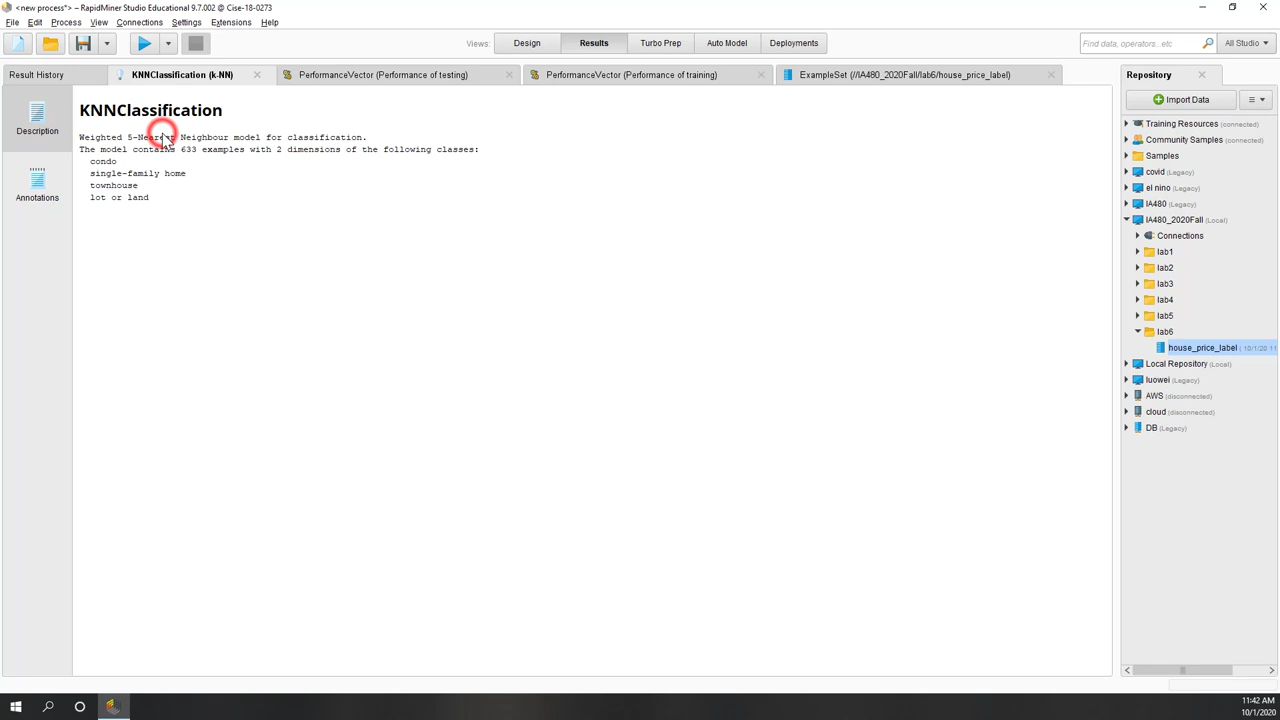 <new process*> – RapidMiner Studio Educational 9.7.002 @ Cise-18-0273
File Edit Process View Connections Settings Extensions Help
Views: Design Results Turbo Prep Auto Model Deployments
Find data, operators...etc
All Studio
Result History
KNNClassification (k-NN)
PerformanceVector (Performance of testing)
PerformanceVector (Performance of training)
ExampleSet (//IA480_2020Fall/lab6/house_price_label)
Repository
Description
Annotations
KNNClassification
Weighted 5-Nearest Neighbour model for classification.
The model contains 633 examples with 2 dimensions of the following classes:
condo
single-family home
townhouse
lot or land
Import Data
Training Resources (connected)
Community Samples (connected)
Samples
covid (Legacy)
el nino (Legacy)
IA480 (Legacy)
IA480_2020Fall (Local)
Connections
lab1
lab2
lab3
lab4
lab5
lab6
house_price_label ( 10/1/20 11
Local Repository (Local)
luowei (Legacy)
AWS (disconnected)
cloud (disconnected)
DB (Legacy)
11:42 AM
10/1/2020